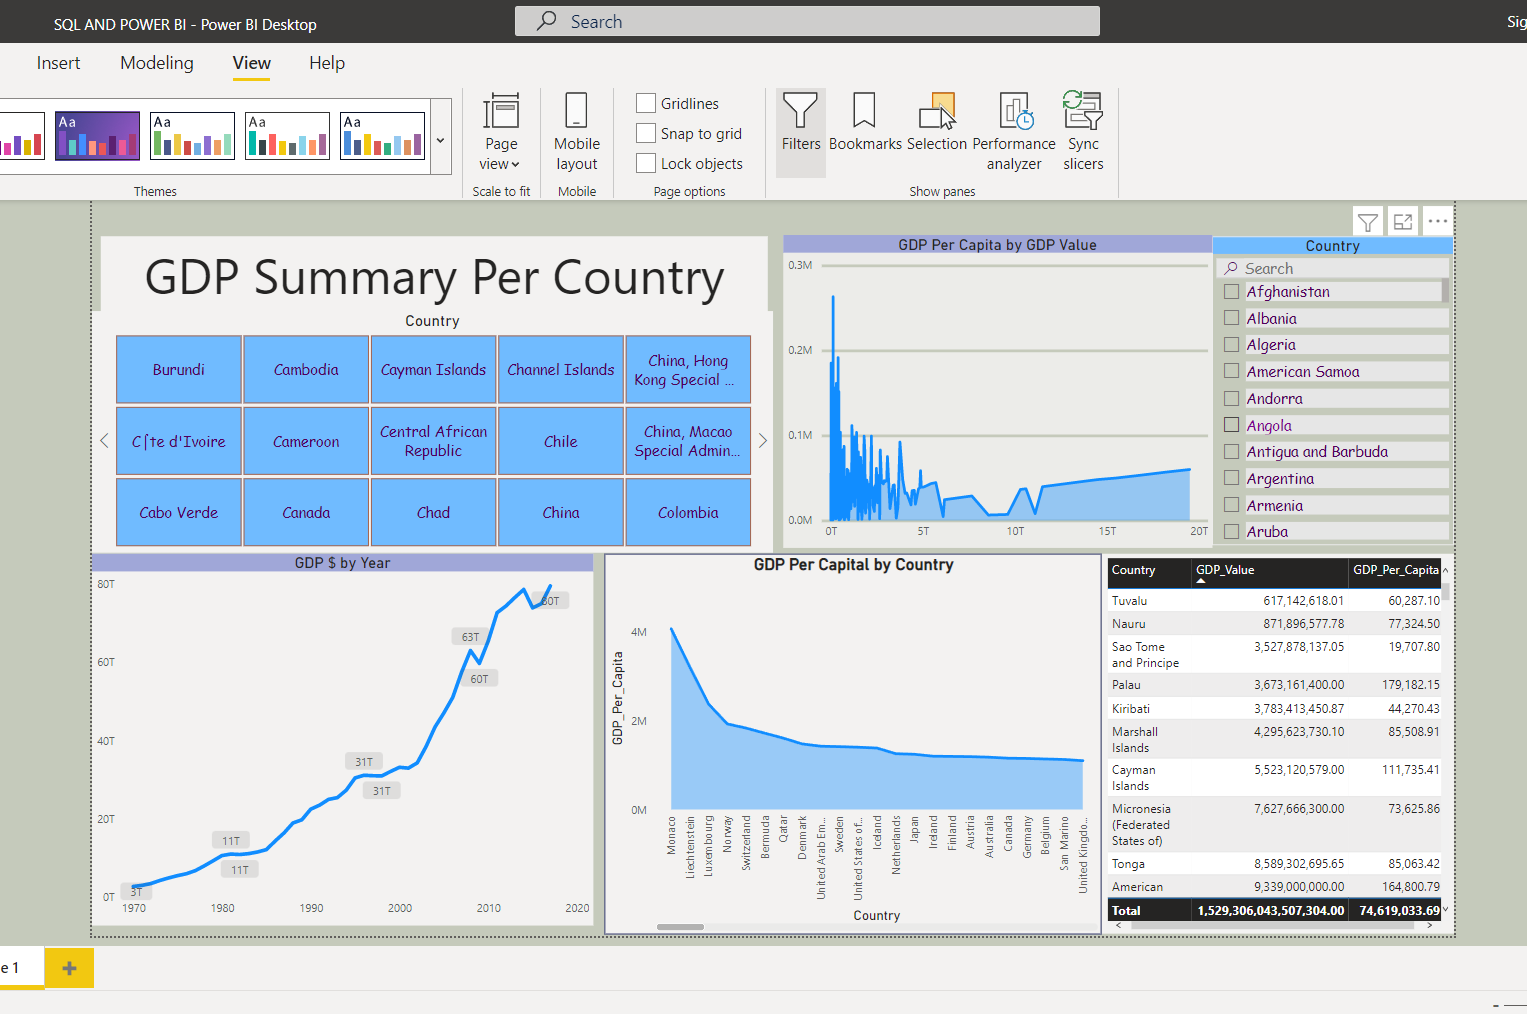 SQL AND POWER BI - Power BI Desktop
Search
Sig
Insert
Modeling
View
Help
Aa
Aa
Aa
Aa
Page view
Mobile layout
Gridlines
Snap to grid
Lock objects
Filters
Bookmarks
Selection
Performance analyzer
Sync slicers
Themes
Scale to fit
Mobile
Page options
Show panes
GDP Summary Per Country
Country
Burundi
Cambodia
Cayman Islands
Channel Islands
China, Hong
Kong Special ...
C∫te d'Ivoire
Cameroon
Central African
Republic
Chile
China, Macao
Special Admin...
Cabo Verde
Canada
Chad
China
Colombia
GDP Per Capita by GDP Value
0.3M
0.2M
0.1M
0.0M
0T
5T
10T
15T
20T
Country
Search
Afghanistan
Albania
Algeria
American Samoa
Andorra
Angola
Antigua and Barbuda
Argentina
Armenia
Aruba
GDP $ by Year
80T
60T
40T
20T
0T
3T
11T
11T
31T
31T
63T
60T
80T
1970
1980
1990
2000
2010
2020
GDP Per Capital by Country
GDP_Per_Capita
4M
2M
0M
Monaco
Liechtenstein
Luxembourg
Norway
Switzerland
Bermuda
Qatar
Denmark
United Arab Em...
Sweden
United States of...
Iceland
Netherlands
Japan
Ireland
Finland
Austria
Australia
Canada
Germany
Belgium
San Marino
United Kingdo...
Country
Country GDP_Value GDP_Per_Capita
Tuvalu 617,142,618.01 60,287.10
Nauru 871,896,577.78 77,324.50
Sao Tome 3,527,878,137.05 19,707.80
and Principe
Palau 3,673,161,400.00 179,182.15
Kiribati 3,783,413,450.87 44,270.43
Marshall 4,295,623,730.10 85,508.91
Islands
Cayman 5,523,120,579.00 111,735.41
Islands
Micronesia 7,627,666,300.00 73,625.86
(Federated
States of)
Tonga 8,589,302,695.65 85,063.42
American 9,339,000,000.00 164,800.79
Total 1,529,306,043,507,304.00 74,619,033.69
e 1